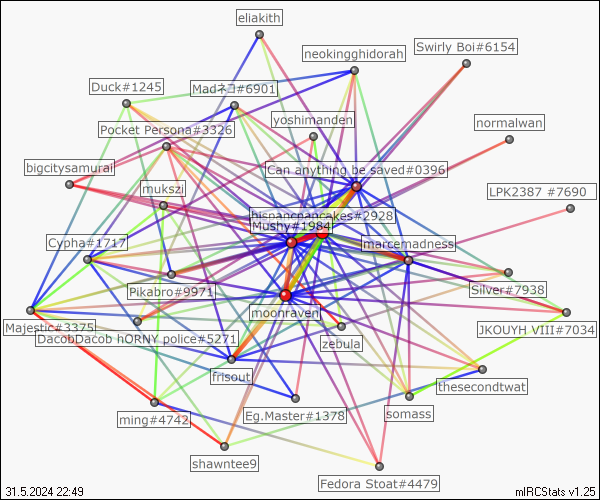 eliakith
Swirly Boi#6154
neokingghidorah
Duck#1245
Madネコ#6901
yoshimanden
normalwan
Pocket Persona#3326
bigcitysamurai
Can anything be saved#0396
LPK2387 #7690
mukszi
hispancpancakes#2928
Mushy#1984
Cypha#1717
marcemadness
Pikabro#9971
Silver#7938
moonraven
Majestic#3375
JKOUYH VIII#7034
DacobDacob hORNY police#5271
zebula
frisout
thesecondtwat
ming#4742
Eg.Master#1378
somass
shawntee9
Fedora Stoat#4479
31.5.2024 22:49
mIRCStats v1.25